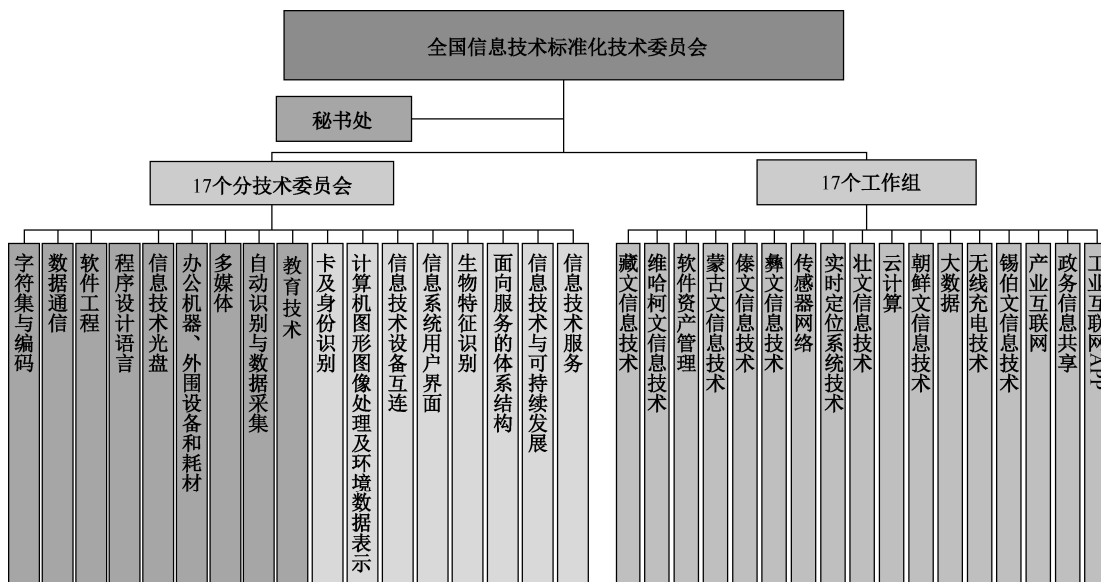 全国信息技术标准化技术委员会
秘书处
17个分技术委员会
17个工作组
字符集与编码
数据通信
软件工程
程序设计语言
信息技术光盘
办公机器、外围设备和耗材
多媒体
自动识别与数据采集
教育技术
卡及身份识别
计算机图形图像处理及环境数据表示
信息技术设备互连
信息系统用户界面
生物特征识别
面向服务的体系结构
信息技术与可持续发展
信息技术服务
藏文信息技术
维哈柯文信息技术
软件资产管理
蒙古文信息技术
傣文信息技术
彝文信息技术
传感器网络
实时定位系统技术
壮文信息技术
云计算
朝鲜文信息技术
大数据
无线充电技术
锡伯文信息技术
产业互联网
政务信息共享
工业互联网APP